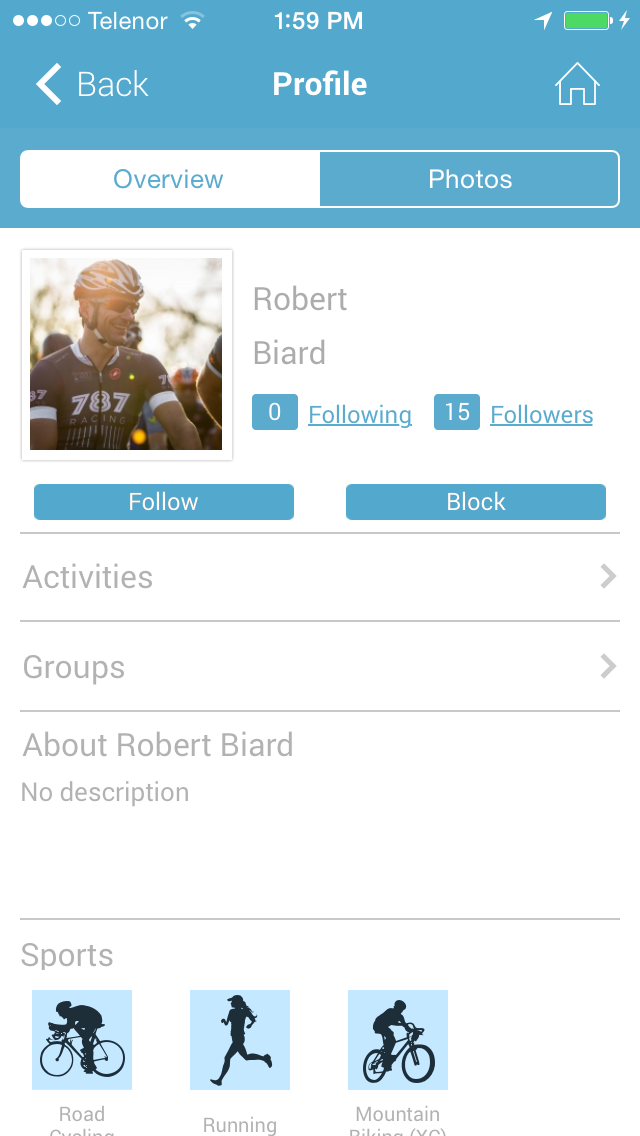 Telenor 1:59 PM
Back Profile
Overview Photos
Robert
Biard
0 Following 15 Followers
787
RACING
Follow Block
Activities
Groups
About Robert Biard
No description
Sports
Road Running Mountain
Cycling Biking (XC)